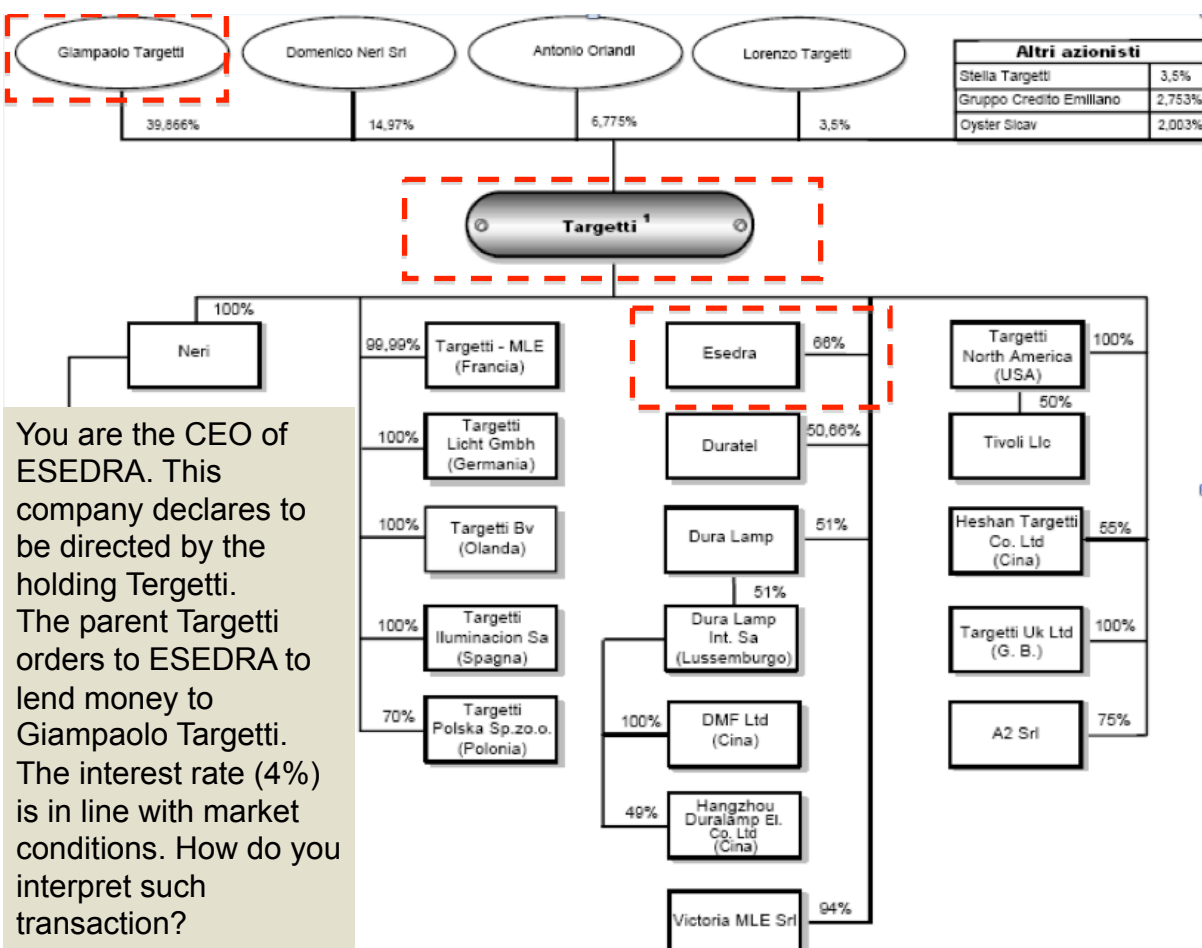 Giampaolo Targetti
Domenico Neri Srl
Antonio Orlandi
Lorenzo Targetti
Altri azionisti
Stella Targetti 3,5%
Gruppo Credito Emiliano 2,753%
Oyster Sicav 2,003%
39,866%
14,97%
6,775%
3,5%
Targetti 1
100%
Neri
99,99%
Targetti - MLE
(Francia)
100%
Targetti
Licht Gmbh
(Germania)
100%
Targetti Bv
(Olanda)
100%
Targetti
Iluminacion Sa
(Spagna)
70%
Targetti
Polska Sp.zo.o.
(Polonia)
Esedra
66%
Duratel
50,66%
Dura Lamp
51%
51%
Dura Lamp
Int. Sa
(Lussemburgo)
100%
DMF Ltd
(Cina)
49%
Hangzhou
Duralamp El.
Co. Ltd
(Cina)
Victoria MLE Srl
94%
Targetti
North America
(USA)
100%
50%
Tivoli Llc
Heshan Targetti
Co. Ltd
(Cina)
55%
Targetti Uk Ltd
(G. B.)
100%
A2 Srl
75%
You are the CEO of
ESEDRA. This
company declares to
be directed by the
holding Tergetti.
The parent Targetti
orders to ESEDRA to
lend money to
Giampaolo Targetti.
The interest rate (4%)
is in line with market
conditions. How do you
interpret such
transaction?